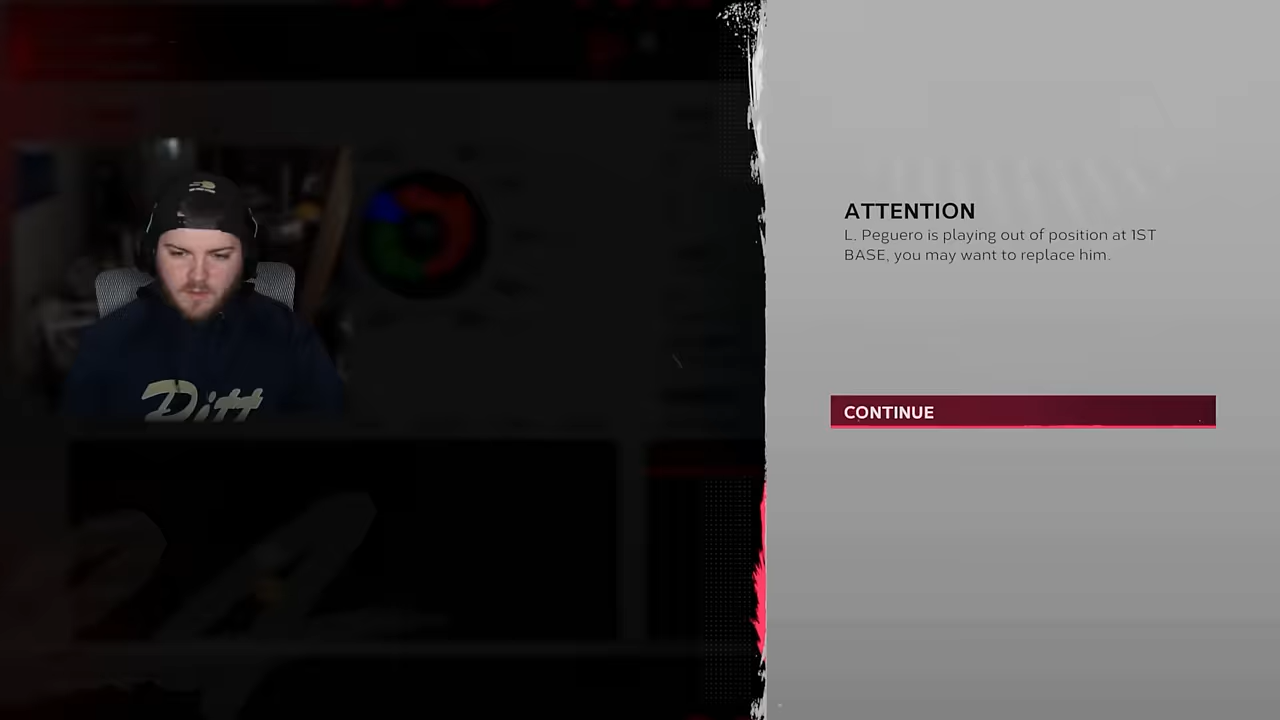 ATTENTION
L. Peguero is playing out of position at 1ST
BASE, you may want to replace him.
CONTINUE
Pitt